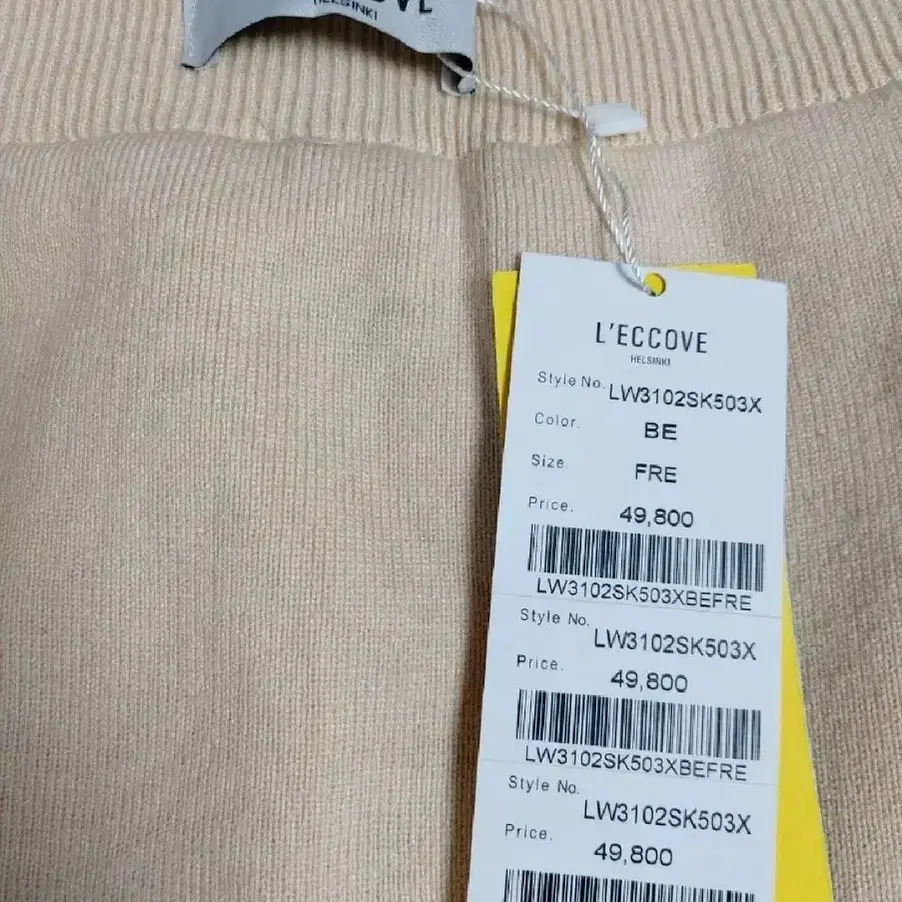 HELSINKI
L'ECCOVE
HELSINKI
Style No. LW3102SK503X
Color. BE
Size. FRE
Price. 49,800
LW3102SK503XBEFRE
Style No. LW3102SK503X
Price. 49,800
LW3102SK503XBEFRE
Style No. LW3102SK503X
Price. 49,800